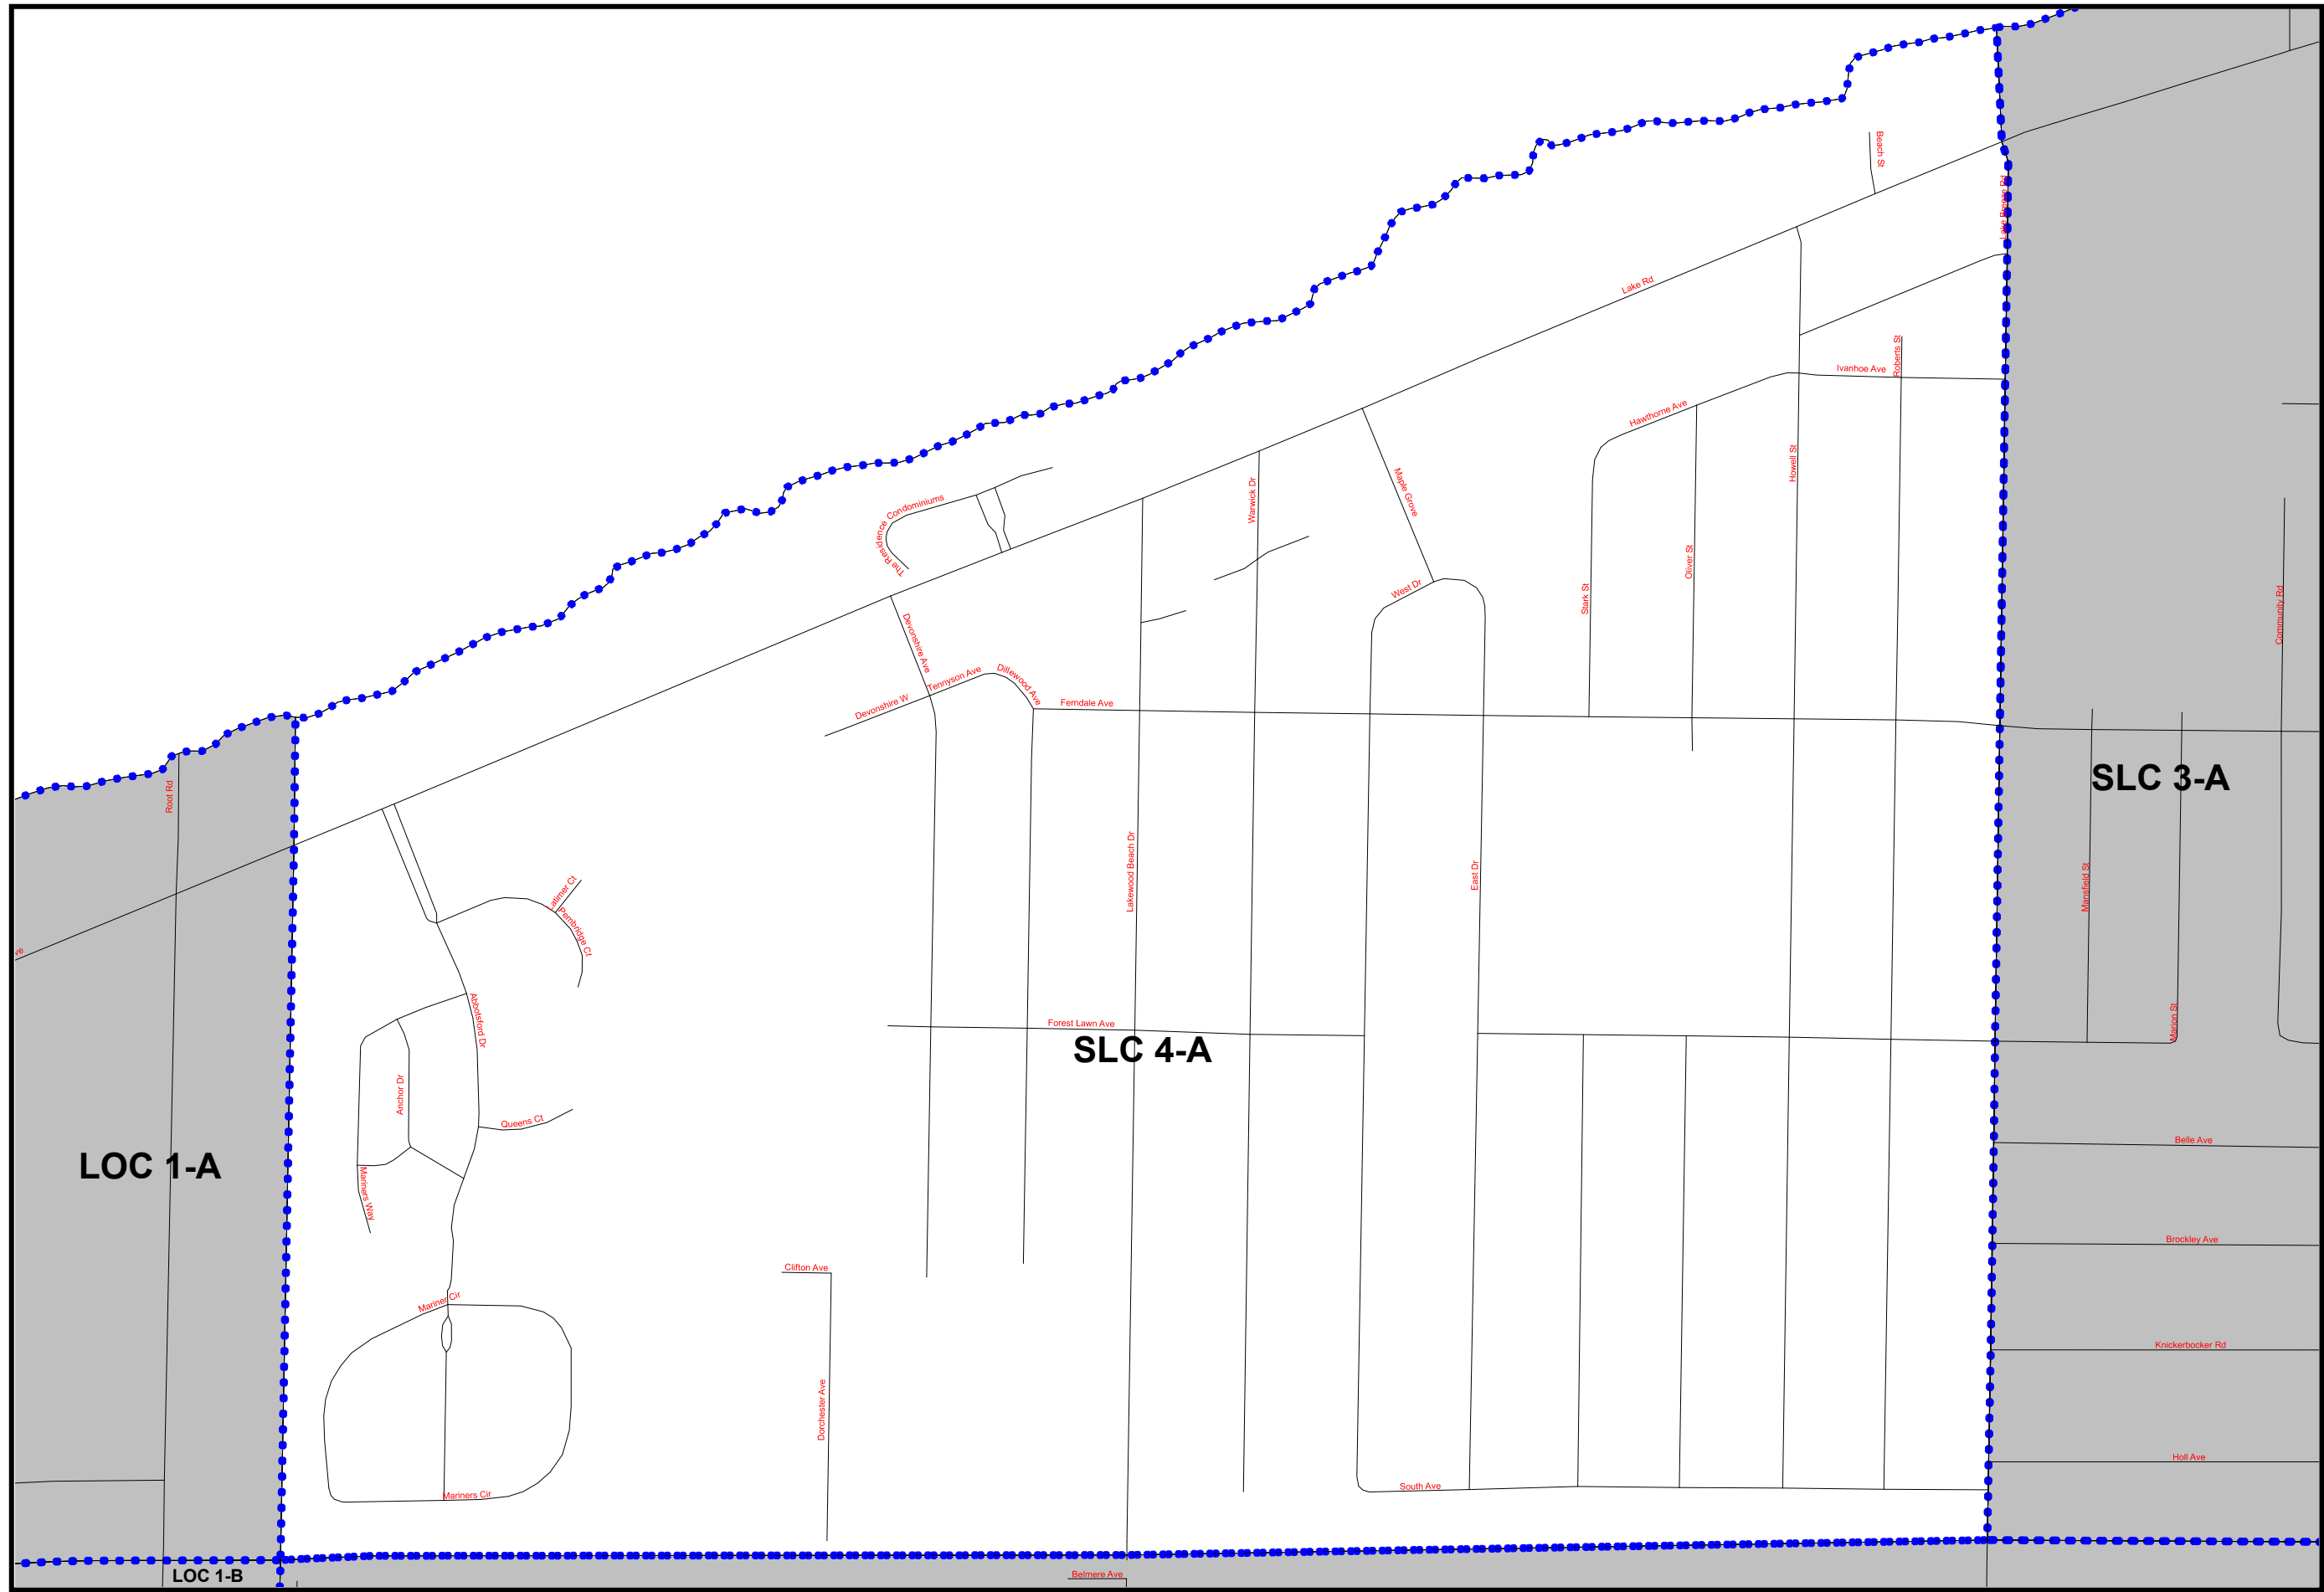 Beach St
Lake Breeze Rd
Lake Rd
Roberts St
Ivanhoe Ave
Hawthorne Ave
Howell St
Maple Grove
Warwick Dr
The Residence Condominiums
Oliver St
Stark St
West Dr
Community Rd
Devonshire Ave
Tennyson Ave
Dillewood Ave
Devonshire W
Ferndale Ave
Root Rd
SLC 3-A
Lakewood Beach Dr
East Dr
Mansfield St
Latimer Ct
Pembridge Ct
ve
Abbotsford Dr
Forest Lawn Ave
Marion St
SLC 4-A
Anchor Dr
Queens Ct
Belle Ave
LOC 1-A
Mariners Way
Brockley Ave
Clifton Ave
Mariner Cir
Knickerbocker Rd
Dorchester Ave
Holl Ave
South Ave
Mariners Cir
LOC 1-B
Belmere Ave